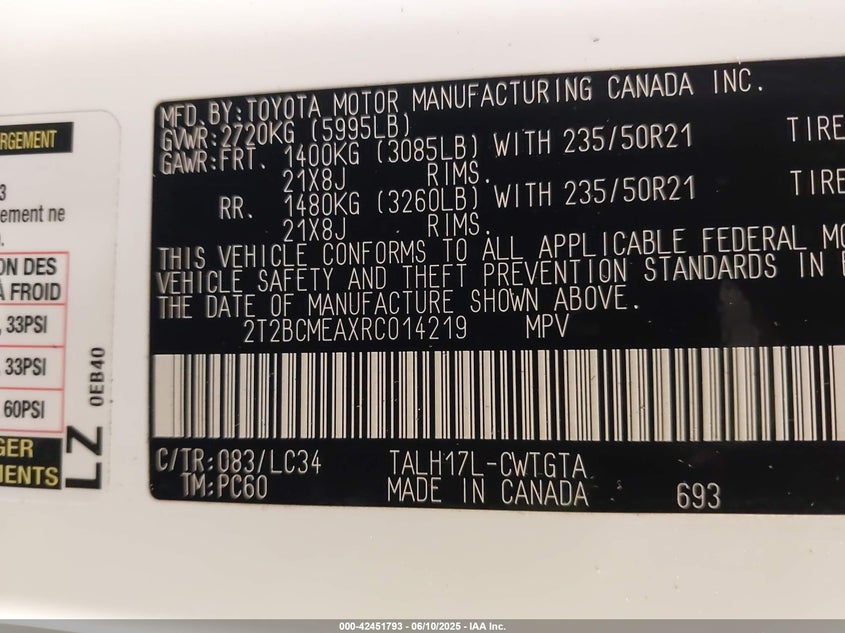 RGEMENT
3
ement ne
ON DES
À FROID
, 33PSI
, 33PSI
60PSI
GER
MENTS
LZ 0EB40
MFD.BY:TOYOTA MOTOR MANUFACTURING CANADA INC.
GVWR:2720KG (5995LB)
GAWR:FRT. 1400KG (3085LB) WITH 235/50R21 TIRE
21X8J RIMS.
RR. 1480KG (3260LB) WITH 235/50R21 TIRE
21X8J RIMS.
THIS VEHICLE CONFORMS TO ALL APPLICABLE FEDERAL MO
VEHICLE SAFETY AND THEFT PREVENTION STANDARDS IN E
THE DATE OF MANUFACTURE SHOWN ABOVE.
2T2BCMEAXRC014219 MPV
C/TR:083/LC34 TALH17L-CWTGTA
TM:PC60 MADE IN CANADA 693
000-42451793 - 06/10/2025 - IAA Inc.